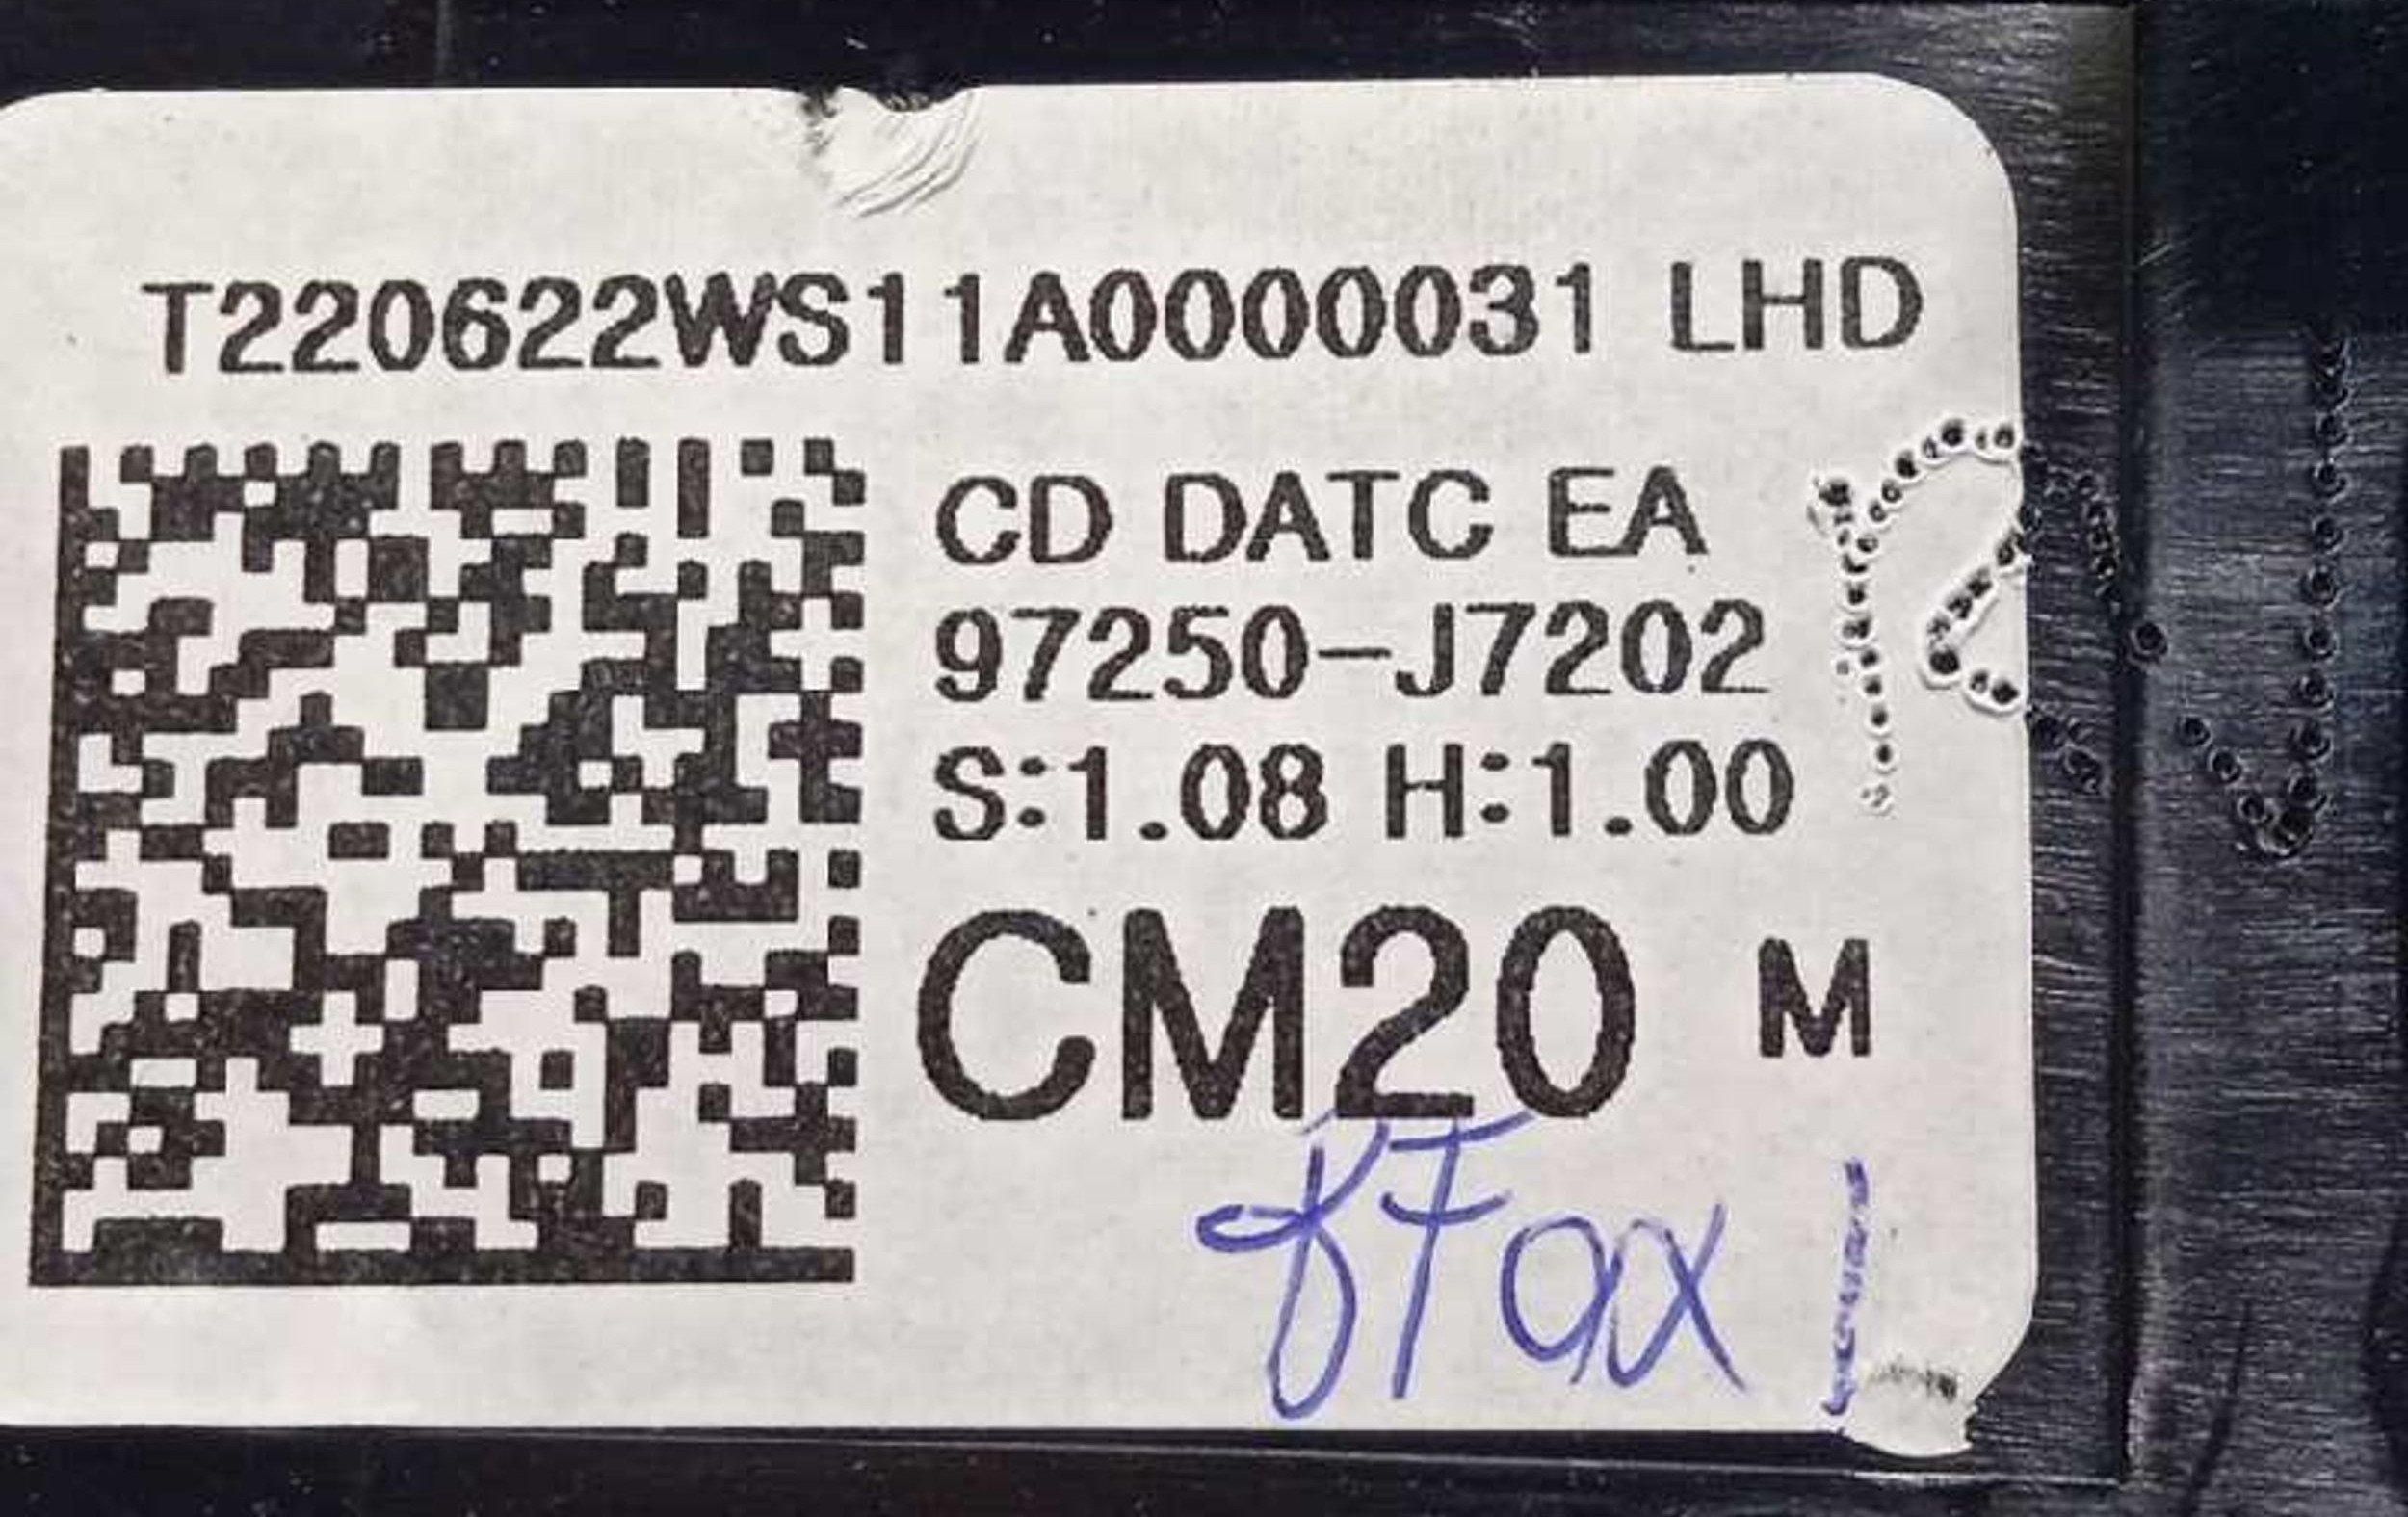 T220622WS11A0000031 LHD
CD DATC EA
97250-J7202
S:1.08 H:1.00
CM20 M